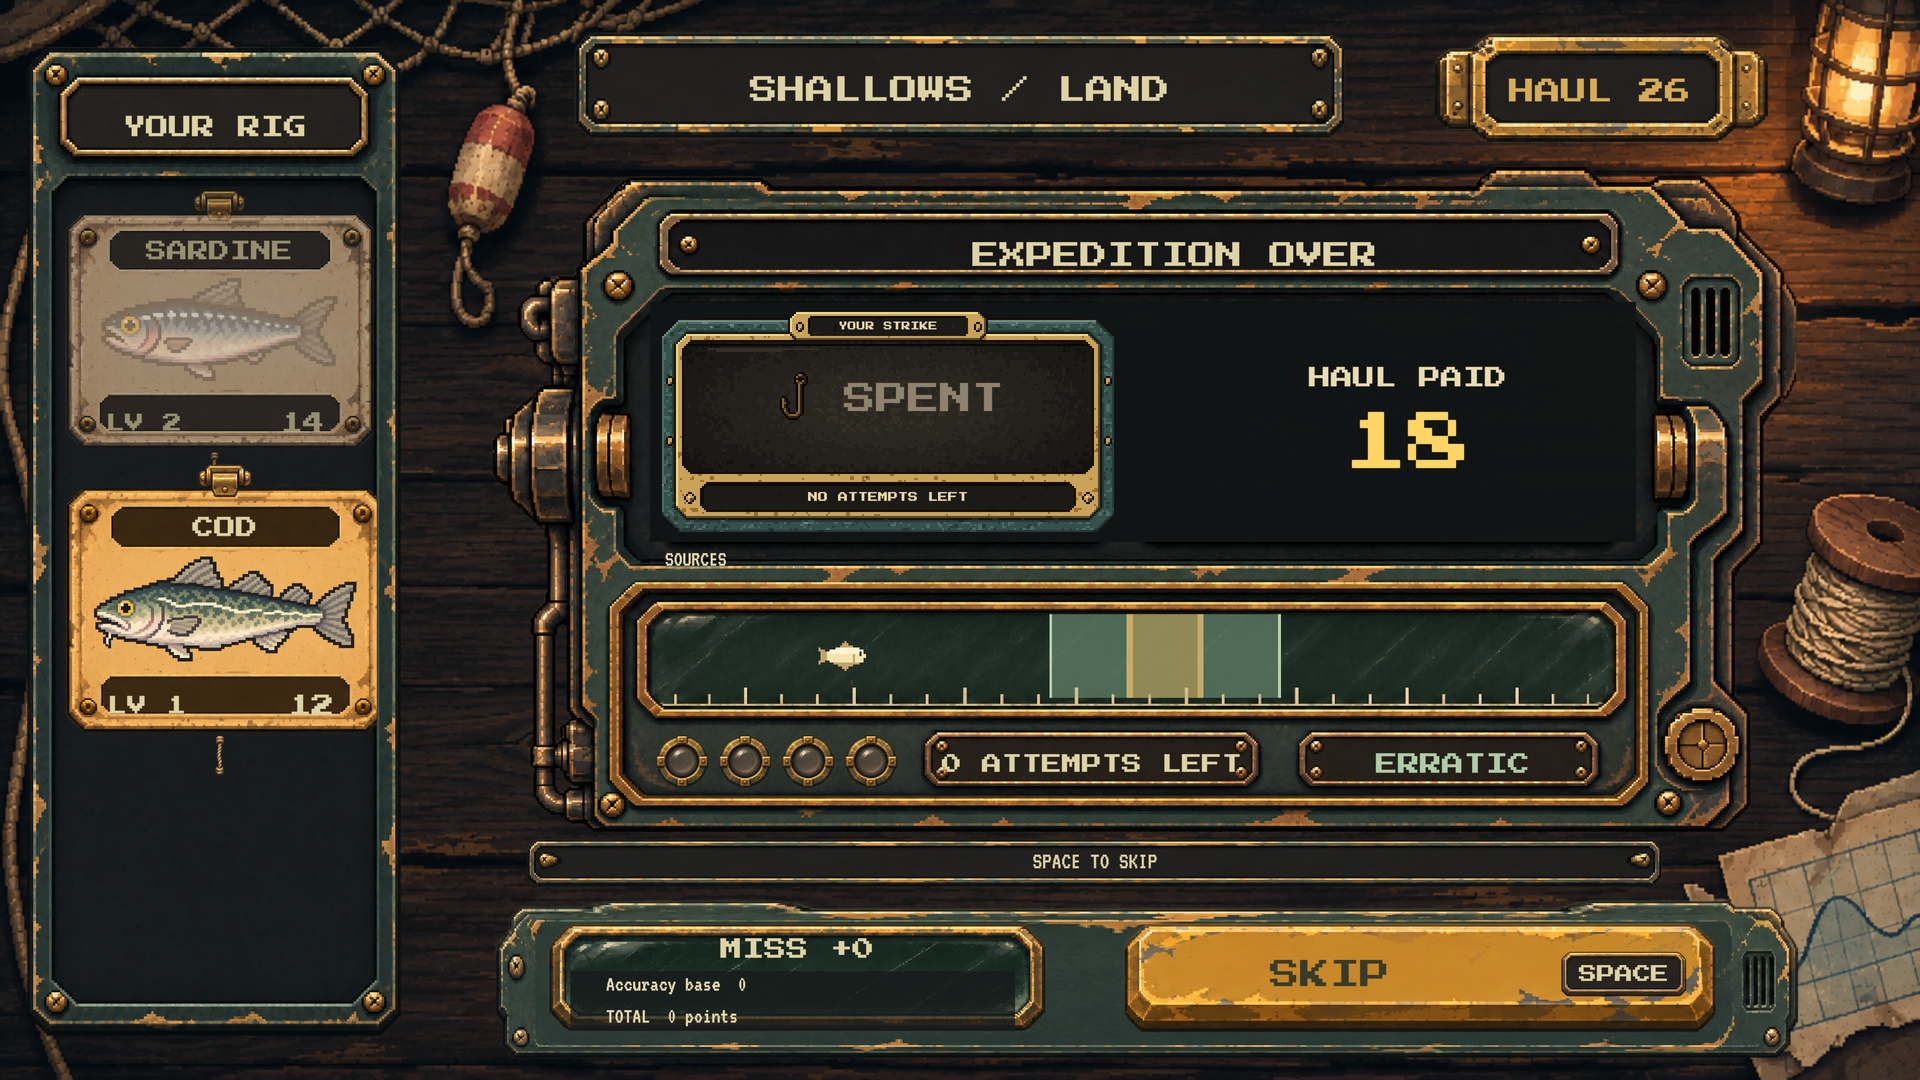 YOUR RIG
SARDINE
LV 2 14
COD
LV 1 12
SHALLOWS / LAND
HAUL 26
EXPEDITION OVER
YOUR STRIKE
SPENT
NO ATTEMPTS LEFT
HAUL PAID
18
SOURCES
0 ATTEMPTS LEFT
ERRATIC
SPACE TO SKIP
MISS +0
Accuracy base 0
TOTAL 0 points
SKIP
SPACE